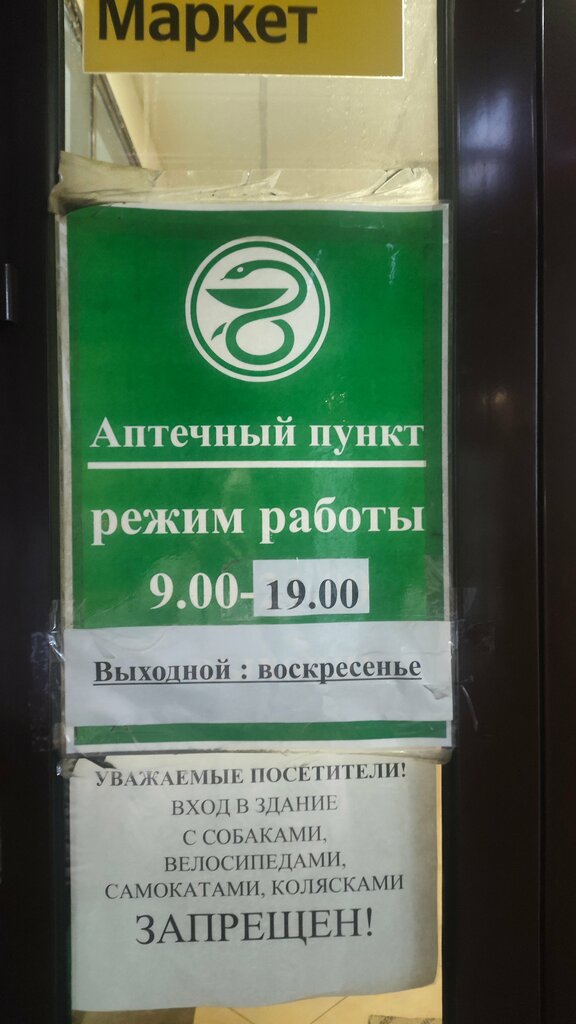 Маркет
Аптечный пункт
режим работы
9.00-19.00
Выходной : воскресенье
УВАЖАЕМЫЕ ПОСЕТИТЕЛИ!
ВХОД В ЗДАНИЕ
С СОБАКАМИ,
ВЕЛОСИПЕДАМИ,
САМОКАТАМИ, КОЛЯСКАМИ
ЗАПРЕЩЕН!